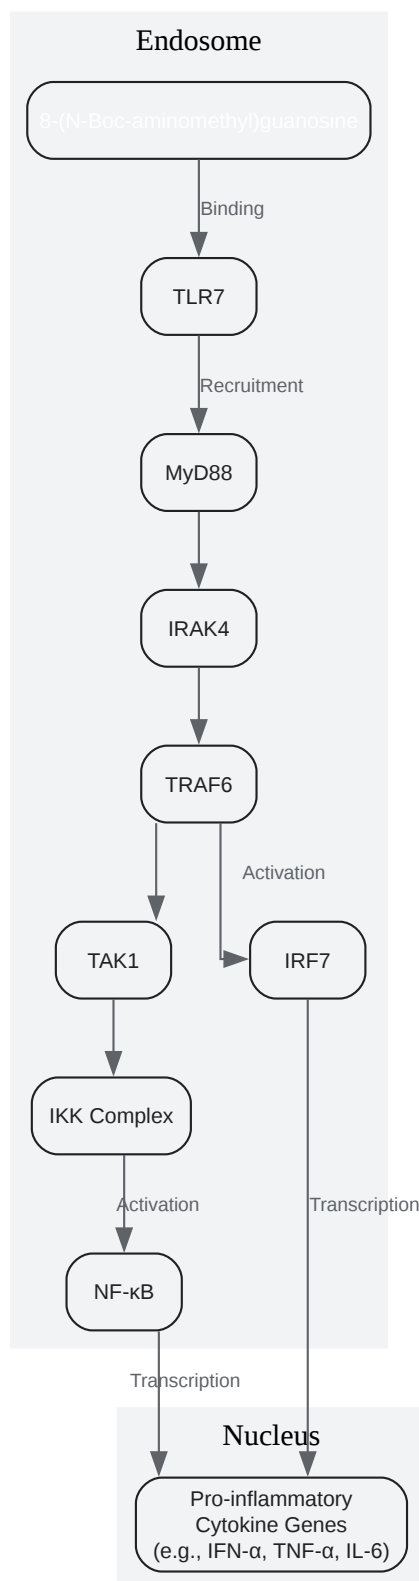 Endosome
8-(N-Boc-aminomethyl)guanosine
Binding
TLR7
Recruitment
MyD88
IRAK4
TRAF6
Activation
TAK1
IRF7
IKK Complex
Activation
Transcription
NF-κB
Transcription
Nucleus
Pro-inflammatory
Cytokine Genes
(e.g., IFN-α, TNF-α, IL-6)